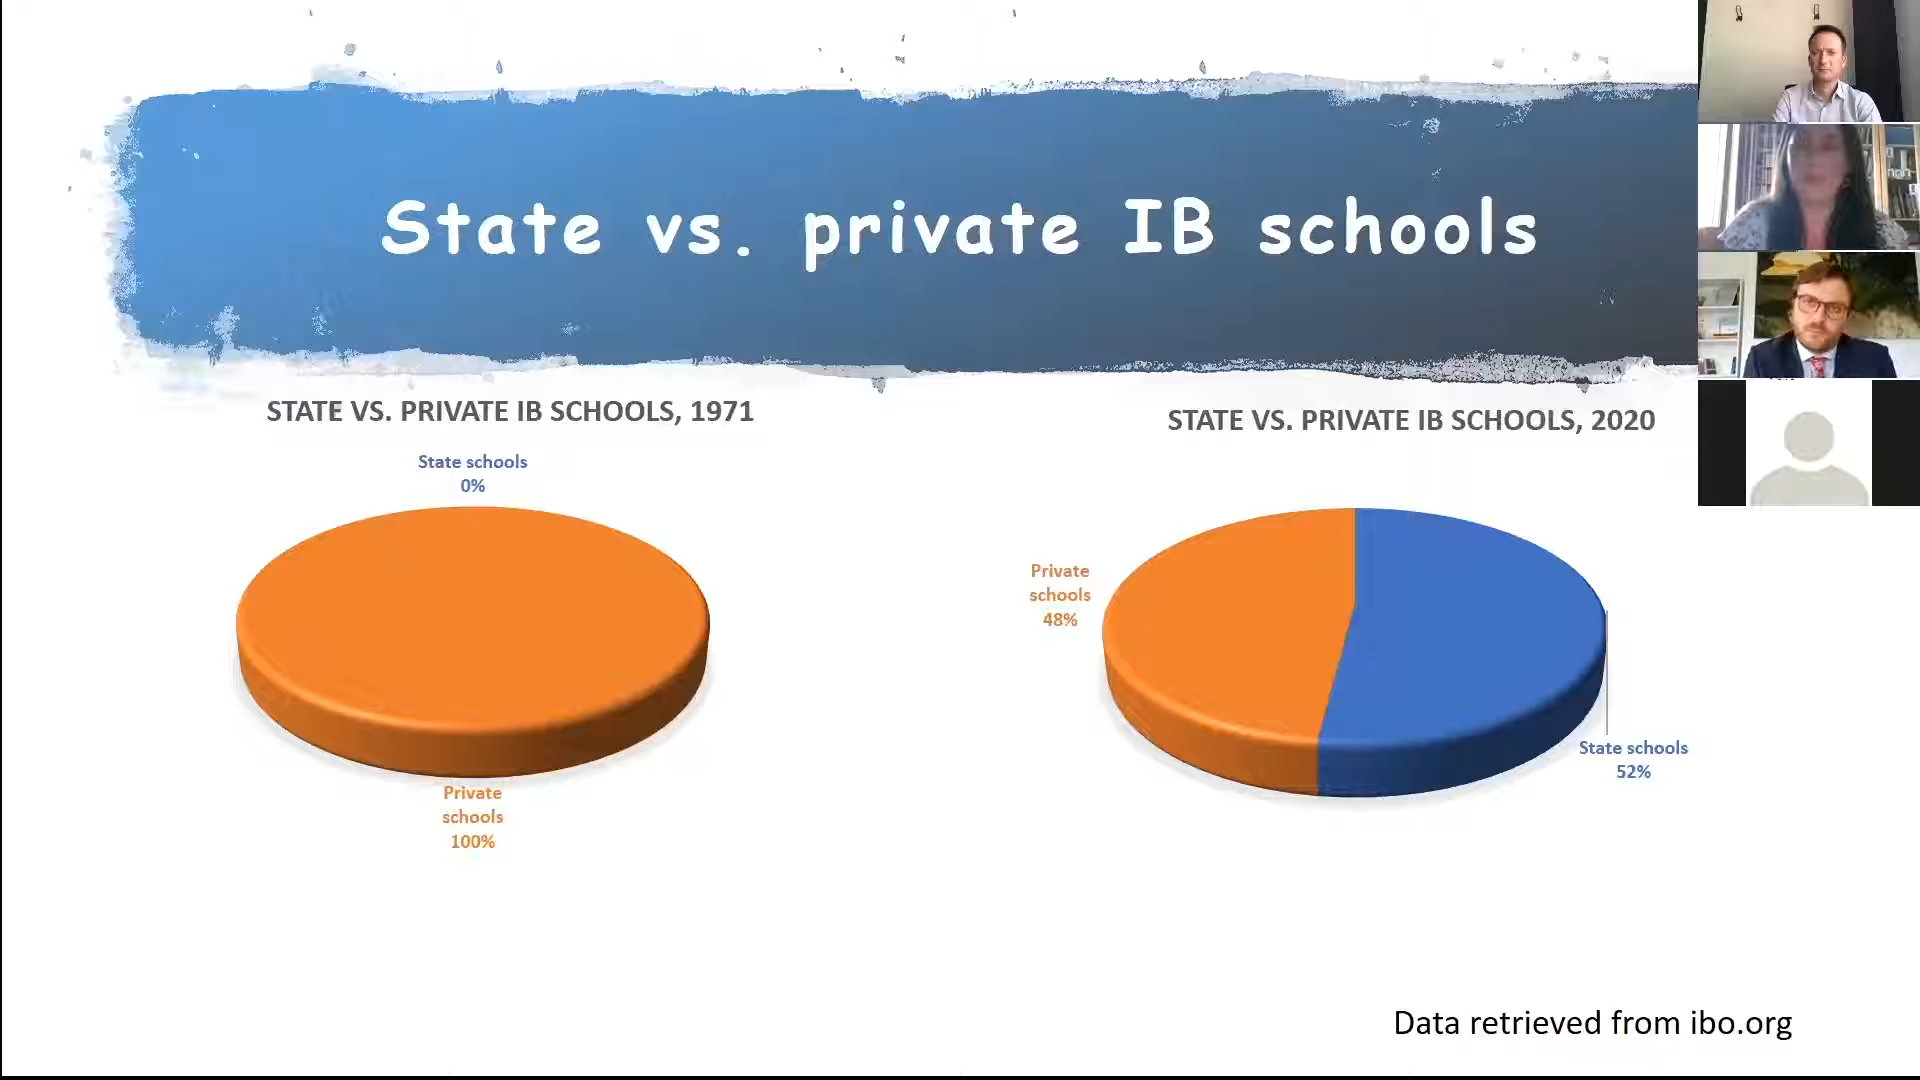 State vs. private IB schools
STATE VS. PRIVATE IB SCHOOLS, 1971
State schools
0%
Private
schools
100%
STATE VS. PRIVATE IB SCHOOLS, 2020
Private
schools
48%
State schools
52%
Data retrieved from ibo.org